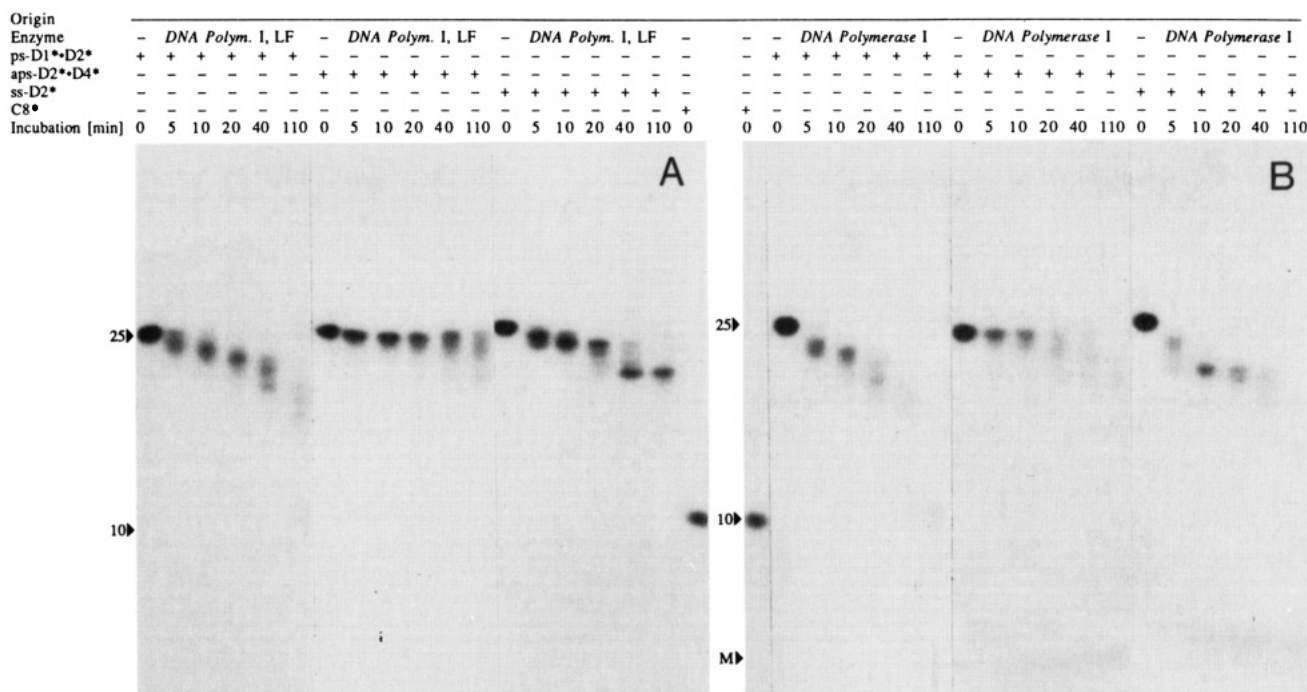 Origin
Enzyme – DNA Polym. I, LF – DNA Polym. I, LF – DNA Polym. I, LF – – – DNA Polymerase I – DNA Polymerase I – DNA Polymerase I
ps-D1*•D2* + + + + + + – – – – – – – – – – – – – – + + + + + + – – – – – – – – – – – –
aps-D2*•D4* – – – – – – + + + + + + – – – – – – – – – – – – – – + + + + + + – – – – – –
ss-D2* – – – – – – – – – – – – + + + + + + – – – – – – – – – – – – – – + + + + + +
C8• – – – – – – – – – – – – – – – – – – + + – – – – – – – – – – – – – – – – – –
Incubation [min] 0 5 10 20 40 110 0 5 10 20 40 110 0 5 10 20 40 110 0 0 0 5 10 20 40 110 0 5 10 20 40 110 0 5 10 20 40 110
A B
25 25
10 10
M